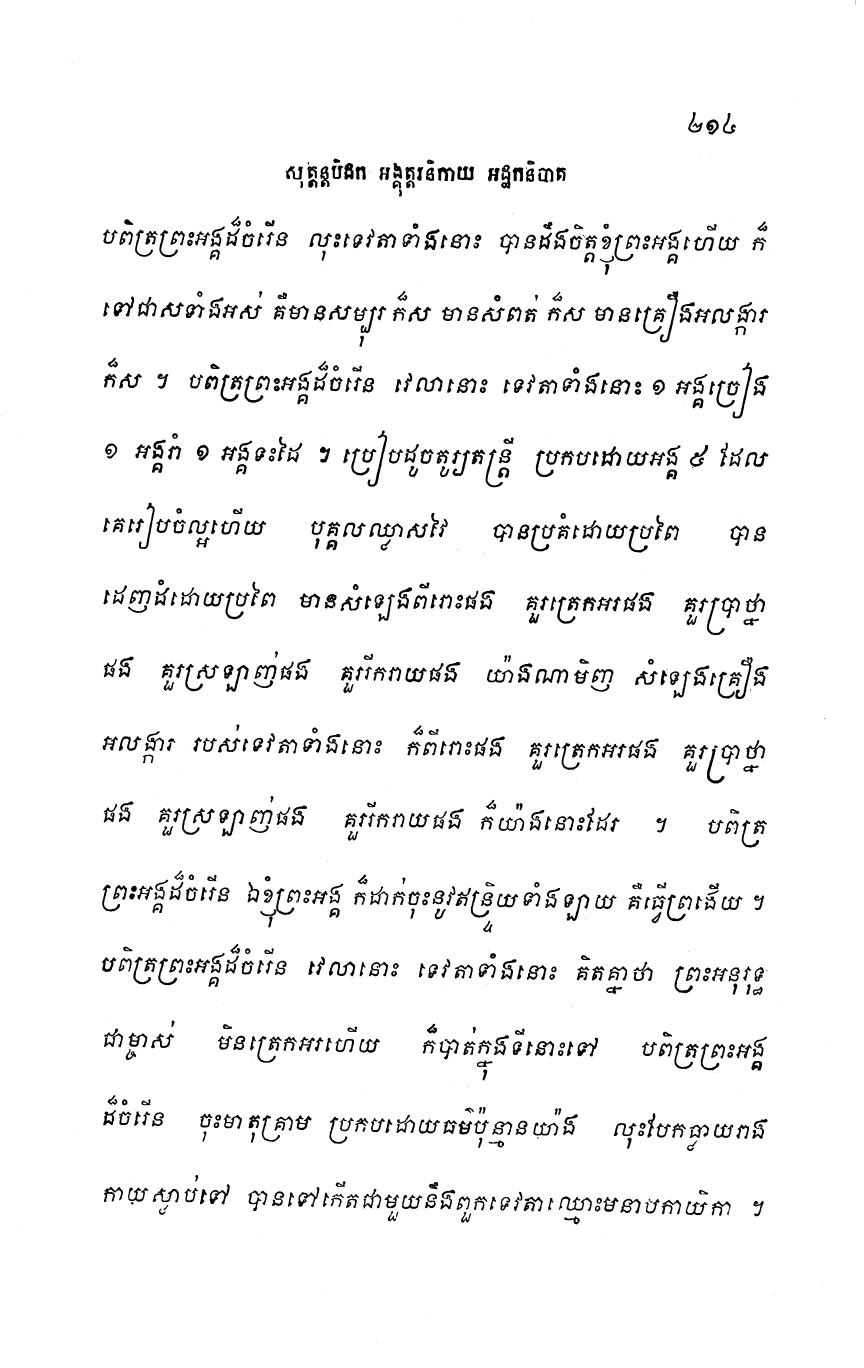 ២១៤
សុត្តន្តបិដក អង្គុត្តរនិកាយ អដ្ឋកនិបាត
បពិត្រព្រះអង្គដ៏ចំរើន លុះទេវតាទាំងនោះ បានដឹងចិត្តខ្ញុំព្រះអង្គហើយ ក៏
ទៅជាសទាំងអស់ គឺមានសម្បុរ ក៏ស មានសំពត់ ក៏ស មានគ្រឿងអលង្ការ
ក៏ស ។ បពិត្រព្រះអង្គដ៏ចំរើន វេលានោះ ទេវតាទាំងនោះ ១ អង្គច្រៀង
១ អង្គរាំ ១ អង្គទះដៃ ។ ប្រៀបដូចតូរ្យតន្ត្រី ប្រកបដោយអង្គ ៥ ដែល
គេរៀបចំល្អហើយ បុគ្គលឈ្លាសវៃ បានប្រគំដោយប្រពៃ បាន
ដេញដំដោយប្រពៃ មានសំឡេងពីរោះផង គួរត្រេកអរផង គួរប្រាថ្នា
ផង គួរស្រឡាញ់ផង គួររីករាយផង យ៉ាងណាមិញ សំឡេងគ្រឿង
អលង្ការ របស់ទេវតាទាំងនោះ ក៏ពីរោះផង គួរត្រេកអរផង គួរប្រាថ្នា
ផង គួរស្រឡាញ់ផង គួររីករាយផង ក៏យ៉ាងនោះដែរ ។ បពិត្រ
ព្រះអង្គដ៏ចំរើន ឯខ្ញុំព្រះអង្គ ក៏ដាក់ចុះនូវឥន្ទ្រិយទាំងឡាយ គឺធ្វើព្រងើយ ។
បពិត្រព្រះអង្គដ៏ចំរើន វេលានោះ ទេវតាទាំងនោះ គិតគ្នាថា ព្រះអនុរុទ្ធ
ជាម្ចាស់ មិនត្រេកអរហើយ ក៏បាត់ក្នុងទីនោះទៅ បពិត្រព្រះអង្គ
ដ៏ចំរើន ចុះមាតុគ្រាម ប្រកបដោយធម៌ប៉ុន្មានយ៉ាង លុះបែកធ្លាយរាង
កាយស្លាប់ទៅ បានទៅកើតជាមួយនឹងពួកទេវតាឈ្មោះមនាបកាយិកា ។